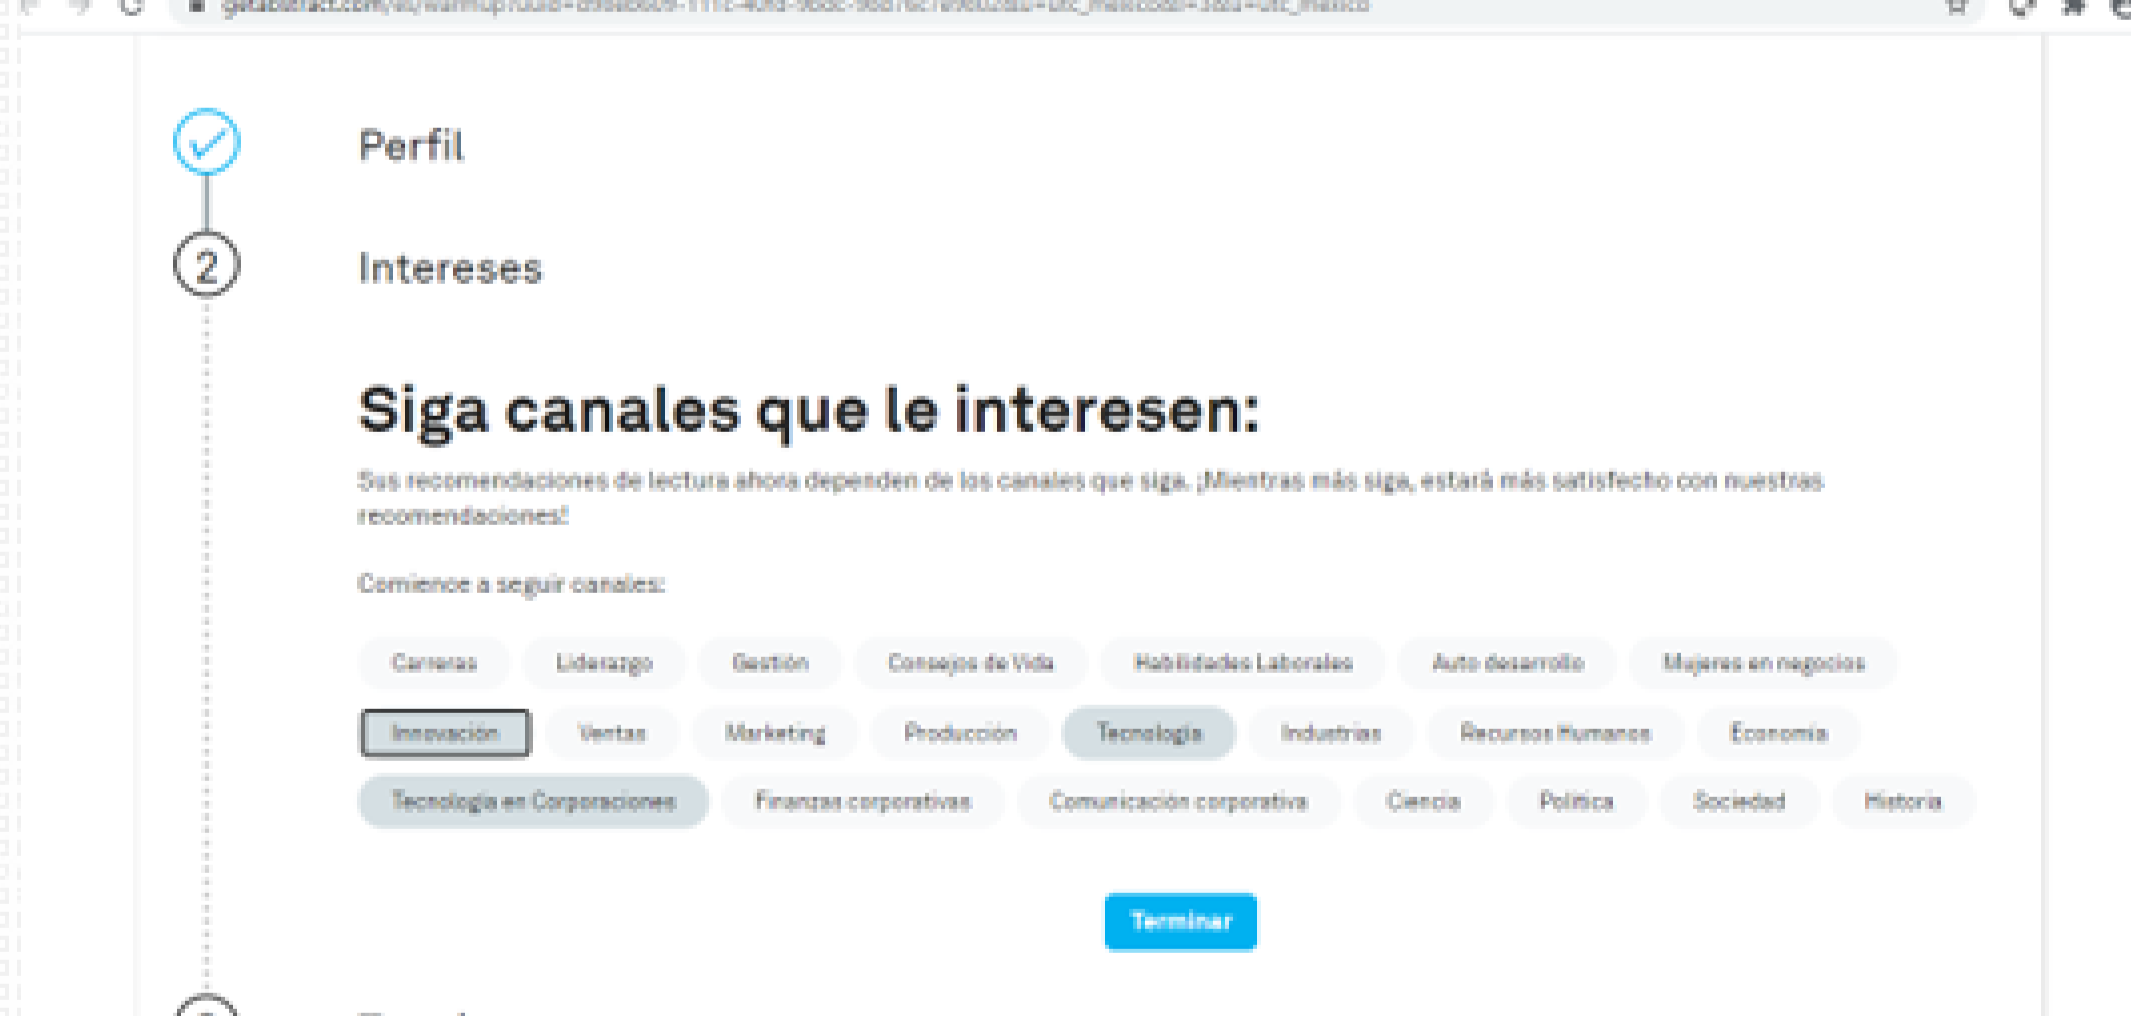 Perfil
2
Intereses
Siga canales que le interesen:
Sus recomendaciones de lectura ahora dependen de los canales que siga. ¡Mientras más siga, estará más satisfecho con nuestras
recomendaciones!
Comience a seguir canales:
Carreras Liderazgo Gestión Consejos de Vida Habilidades Laborales Auto desarrollo Mujeres en negocios
Innovación Ventas Marketing Producción Tecnología Industrias Recursos Humanos Economía
Tecnología en Corporaciones Finanzas corporativas Comunicación corporativa Ciencia Política Sociedad Historia
Terminar